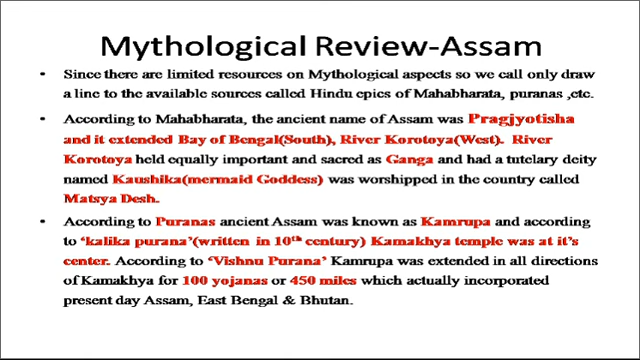 Mythological Review-Assam
• Since there are limited resources on Mythological aspects so we call only draw
a line to the available sources called Hindu epics of Mahabharata, puranas ,etc.
• According to Mahabharata, the ancient name of Assam was Pragjyotisha
and it extended Bay of Bengal(South), River Korotoya(West). River
Korotoya held equally important and sacred as Ganga and had a tutelary deity
named Kaushika(mermaid Goddess) was worshipped in the country called
Matsya Desh.
• According to Puranas ancient Assam was known as Kamrupa and according
to 'kalika purana'(written in 10th century) Kamakhya temple was at it's
center. According to 'Vishnu Purana' Kamrupa was extended in all directions
of Kamakhya for 100 yojanas or 450 miles which actually incorporated
present day Assam, East Bengal & Bhutan.